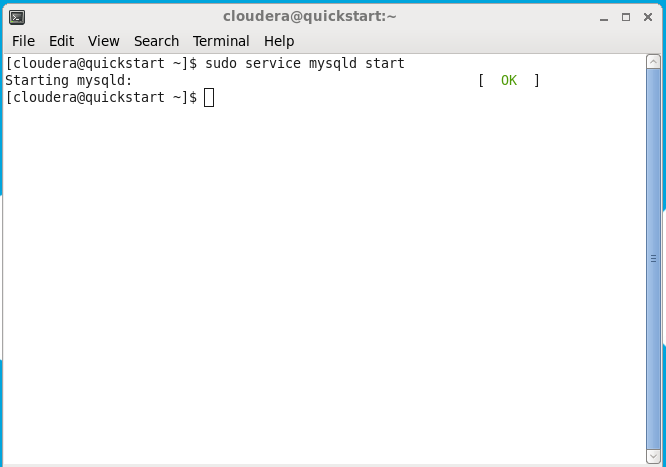 cloudera@quickstart:~
File Edit View Search Terminal Help
[cloudera@quickstart ~]$ sudo service mysqld start
Starting mysqld:                                           [  OK  ]
[cloudera@quickstart ~]$